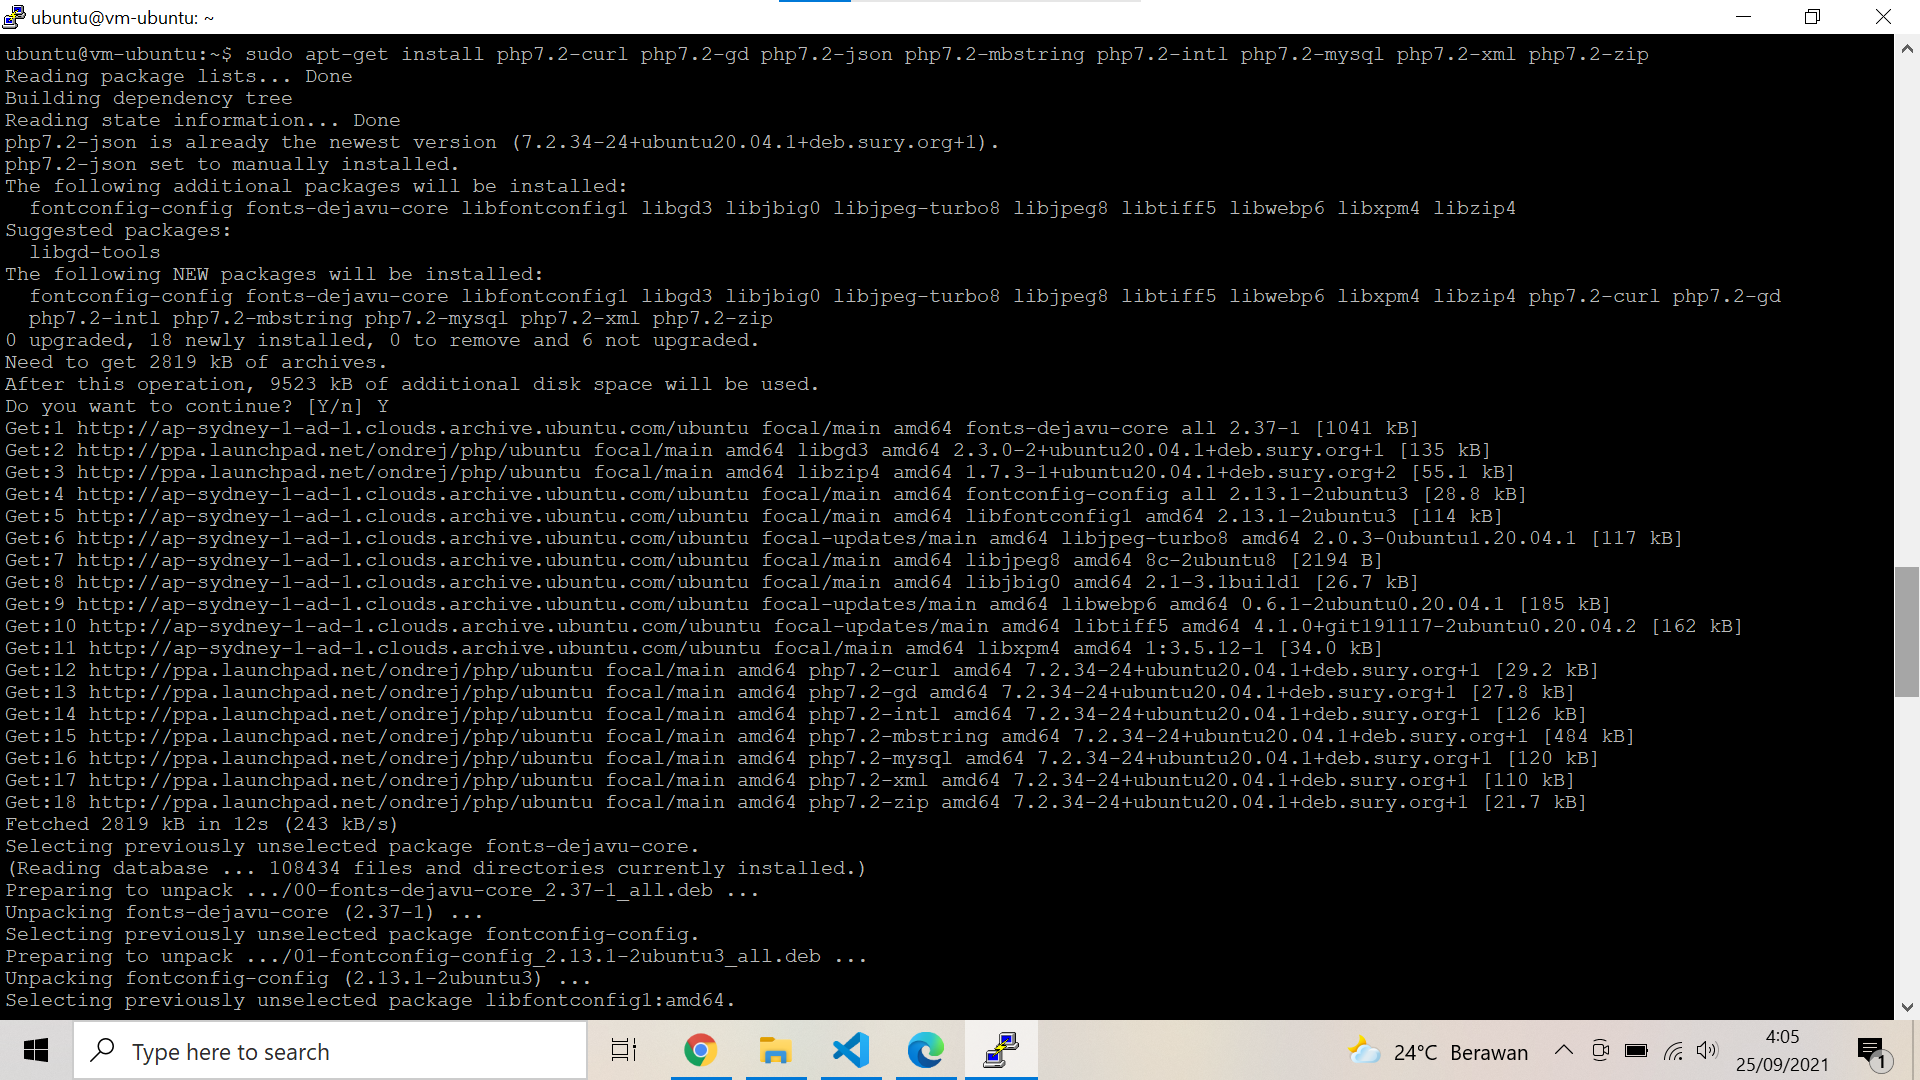 ubuntu@vm-ubuntu: ~
ubuntu@vm-ubuntu:~$ sudo apt-get install php7.2-curl php7.2-gd php7.2-json php7.2-mbstring php7.2-intl php7.2-mysql php7.2-xml php7.2-zip
Reading package lists... Done
Building dependency tree
Reading state information... Done
php7.2-json is already the newest version (7.2.34-24+ubuntu20.04.1+deb.sury.org+1).
php7.2-json set to manually installed.
The following additional packages will be installed:
  fontconfig-config fonts-dejavu-core libfontconfig1 libgd3 libjbig0 libjpeg-turbo8 libjpeg8 libtiff5 libwebp6 libxpm4 libzip4
Suggested packages:
  libgd-tools
The following NEW packages will be installed:
  fontconfig-config fonts-dejavu-core libfontconfig1 libgd3 libjbig0 libjpeg-turbo8 libjpeg8 libtiff5 libwebp6 libxpm4 libzip4 php7.2-curl php7.2-gd
  php7.2-intl php7.2-mbstring php7.2-mysql php7.2-xml php7.2-zip
0 upgraded, 18 newly installed, 0 to remove and 6 not upgraded.
Need to get 2819 kB of archives.
After this operation, 9523 kB of additional disk space will be used.
Do you want to continue? [Y/n] Y
Get:1 http://ap-sydney-1-ad-1.clouds.archive.ubuntu.com/ubuntu focal/main amd64 fonts-dejavu-core all 2.37-1 [1041 kB]
Get:2 http://ppa.launchpad.net/ondrej/php/ubuntu focal/main amd64 libgd3 amd64 2.3.0-2+ubuntu20.04.1+deb.sury.org+1 [135 kB]
Get:3 http://ppa.launchpad.net/ondrej/php/ubuntu focal/main amd64 libzip4 amd64 1.7.3-1+ubuntu20.04.1+deb.sury.org+2 [55.1 kB]
Get:4 http://ap-sydney-1-ad-1.clouds.archive.ubuntu.com/ubuntu focal/main amd64 fontconfig-config all 2.13.1-2ubuntu3 [28.8 kB]
Get:5 http://ap-sydney-1-ad-1.clouds.archive.ubuntu.com/ubuntu focal/main amd64 libfontconfig1 amd64 2.13.1-2ubuntu3 [114 kB]
Get:6 http://ap-sydney-1-ad-1.clouds.archive.ubuntu.com/ubuntu focal-updates/main amd64 libjpeg-turbo8 amd64 2.0.3-0ubuntu1.20.04.1 [117 kB]
Get:7 http://ap-sydney-1-ad-1.clouds.archive.ubuntu.com/ubuntu focal/main amd64 libjpeg8 amd64 8c-2ubuntu8 [2194 B]
Get:8 http://ap-sydney-1-ad-1.clouds.archive.ubuntu.com/ubuntu focal/main amd64 libjbig0 amd64 2.1-3.1build1 [26.7 kB]
Get:9 http://ap-sydney-1-ad-1.clouds.archive.ubuntu.com/ubuntu focal-updates/main amd64 libwebp6 amd64 0.6.1-2ubuntu0.20.04.1 [185 kB]
Get:10 http://ap-sydney-1-ad-1.clouds.archive.ubuntu.com/ubuntu focal-updates/main amd64 libtiff5 amd64 4.1.0+git191117-2ubuntu0.20.04.2 [162 kB]
Get:11 http://ap-sydney-1-ad-1.clouds.archive.ubuntu.com/ubuntu focal/main amd64 libxpm4 amd64 1:3.5.12-1 [34.0 kB]
Get:12 http://ppa.launchpad.net/ondrej/php/ubuntu focal/main amd64 php7.2-curl amd64 7.2.34-24+ubuntu20.04.1+deb.sury.org+1 [29.2 kB]
Get:13 http://ppa.launchpad.net/ondrej/php/ubuntu focal/main amd64 php7.2-gd amd64 7.2.34-24+ubuntu20.04.1+deb.sury.org+1 [27.8 kB]
Get:14 http://ppa.launchpad.net/ondrej/php/ubuntu focal/main amd64 php7.2-intl amd64 7.2.34-24+ubuntu20.04.1+deb.sury.org+1 [126 kB]
Get:15 http://ppa.launchpad.net/ondrej/php/ubuntu focal/main amd64 php7.2-mbstring amd64 7.2.34-24+ubuntu20.04.1+deb.sury.org+1 [484 kB]
Get:16 http://ppa.launchpad.net/ondrej/php/ubuntu focal/main amd64 php7.2-mysql amd64 7.2.34-24+ubuntu20.04.1+deb.sury.org+1 [120 kB]
Get:17 http://ppa.launchpad.net/ondrej/php/ubuntu focal/main amd64 php7.2-xml amd64 7.2.34-24+ubuntu20.04.1+deb.sury.org+1 [110 kB]
Get:18 http://ppa.launchpad.net/ondrej/php/ubuntu focal/main amd64 php7.2-zip amd64 7.2.34-24+ubuntu20.04.1+deb.sury.org+1 [21.7 kB]
Fetched 2819 kB in 12s (243 kB/s)
Selecting previously unselected package fonts-dejavu-core.
(Reading database ... 108434 files and directories currently installed.)
Preparing to unpack .../00-fonts-dejavu-core_2.37-1_all.deb ...
Unpacking fonts-dejavu-core (2.37-1) ...
Selecting previously unselected package fontconfig-config.
Preparing to unpack .../01-fontconfig-config_2.13.1-2ubuntu3_all.deb ...
Unpacking fontconfig-config (2.13.1-2ubuntu3) ...
Selecting previously unselected package libfontconfig1:amd64.
Type here to search
24°C Berawan
4:05
25/09/2021
1